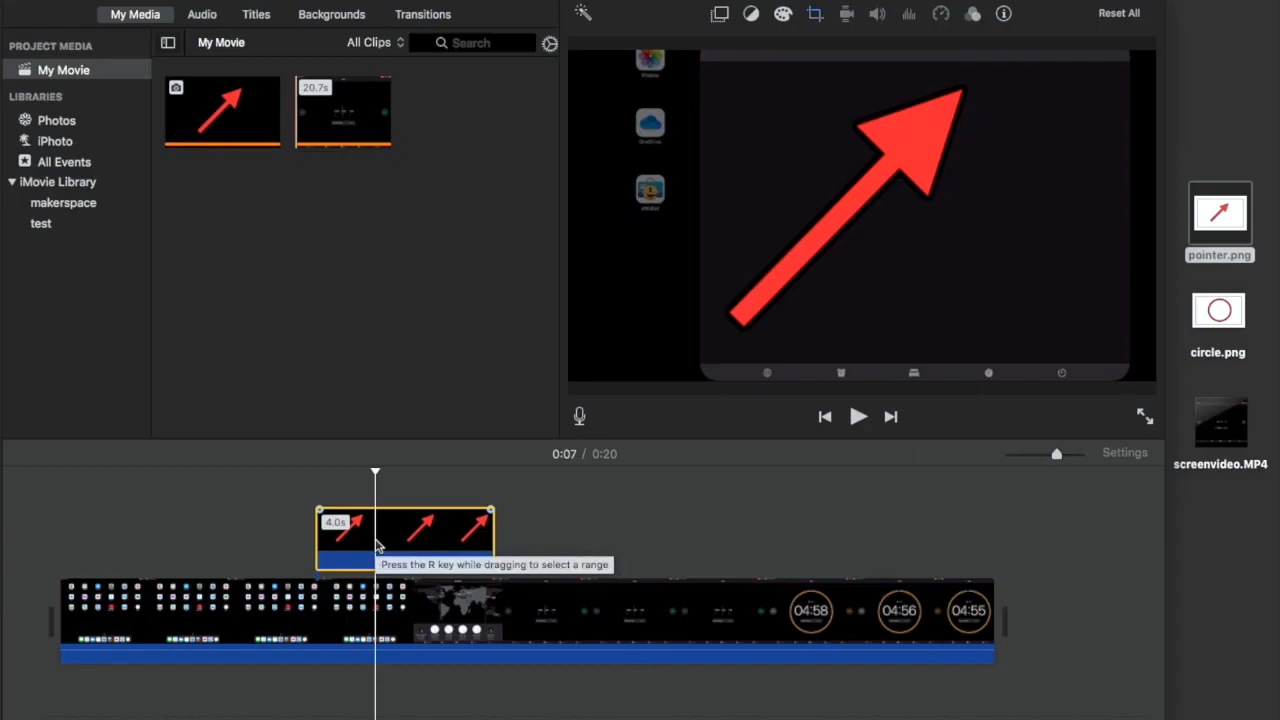 My Media
Audio
Titles
Backgrounds
Transitions
Reset All
PROJECT MEDIA
My Movie
All Clips
Search
My Movie
LIBRARIES
Photos
iPhoto
All Events
iMovie Library
makerspace
test
20.7s
Photos
OneDrive
pointer.png
circle.png
screenvideo.MP4
0:07 / 0:20
Settings
4.0s
Press the R key while dragging to select a range
04:58
04:56
04:55